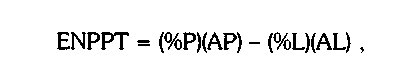 ENPPT = (%P)(AP) – (%L)(AL) ,